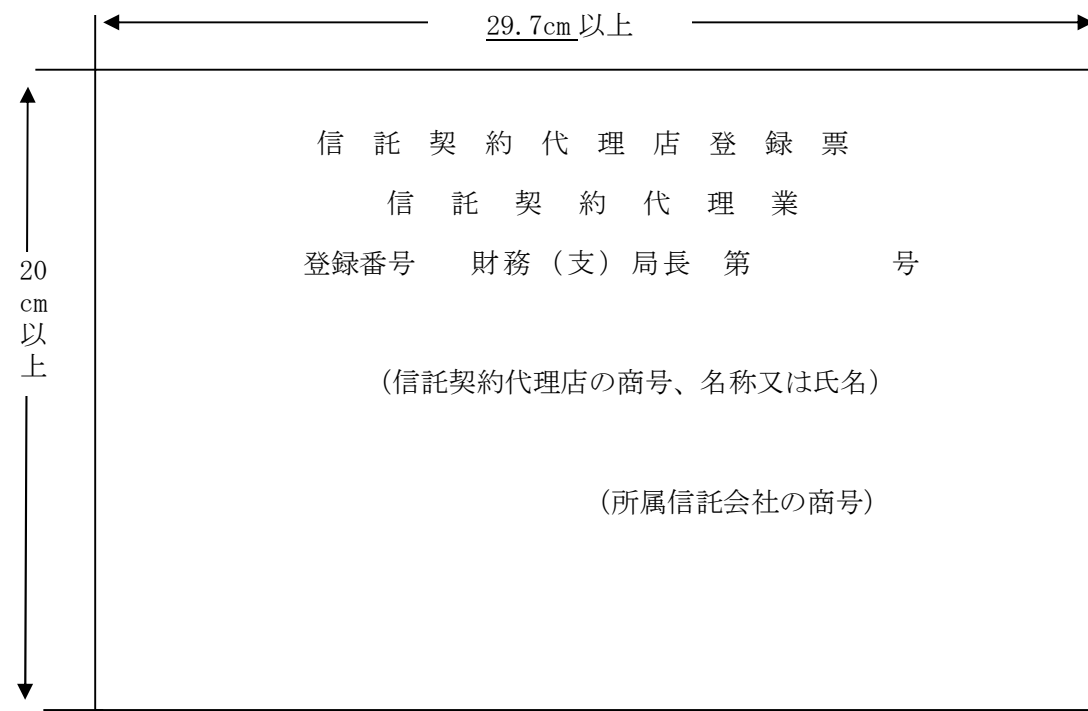 29.7cm以上
信託契約代理店登録票
信託契約代理業
登録番号　財務（支）局長　第　　　　号
20
cm
以
上
（信託契約代理店の商号、名称又は氏名）
（所属信託会社の商号）